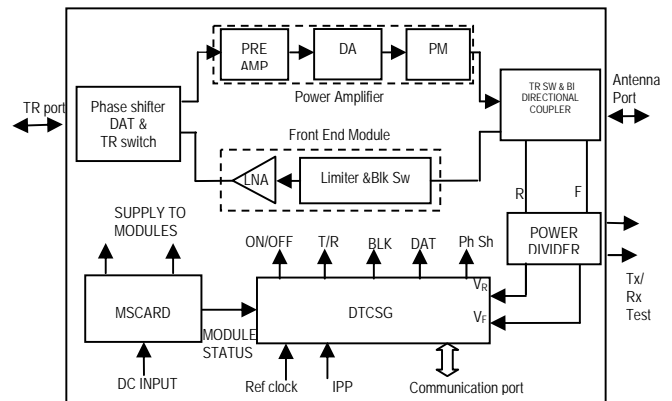 PRE
AMP
DA
PM
Power Amplifier
TR port
Phase shifter
DAT &
TR switch
TR SW & BI
DIRECTIONAL
COUPLER
Antenna
Port
Front End Module
LNA
Limiter &Blk Sw
R
F
SUPPLY TO
MODULES
ON/OFF
T/R
BLK
DAT
Ph Sh
POWER
DIVIDER
Tx/
Rx
Test
MSCARD
MODULE
STATUS
DTCSG
VR
VF
DC INPUT
Ref clock
IPP
Communication port